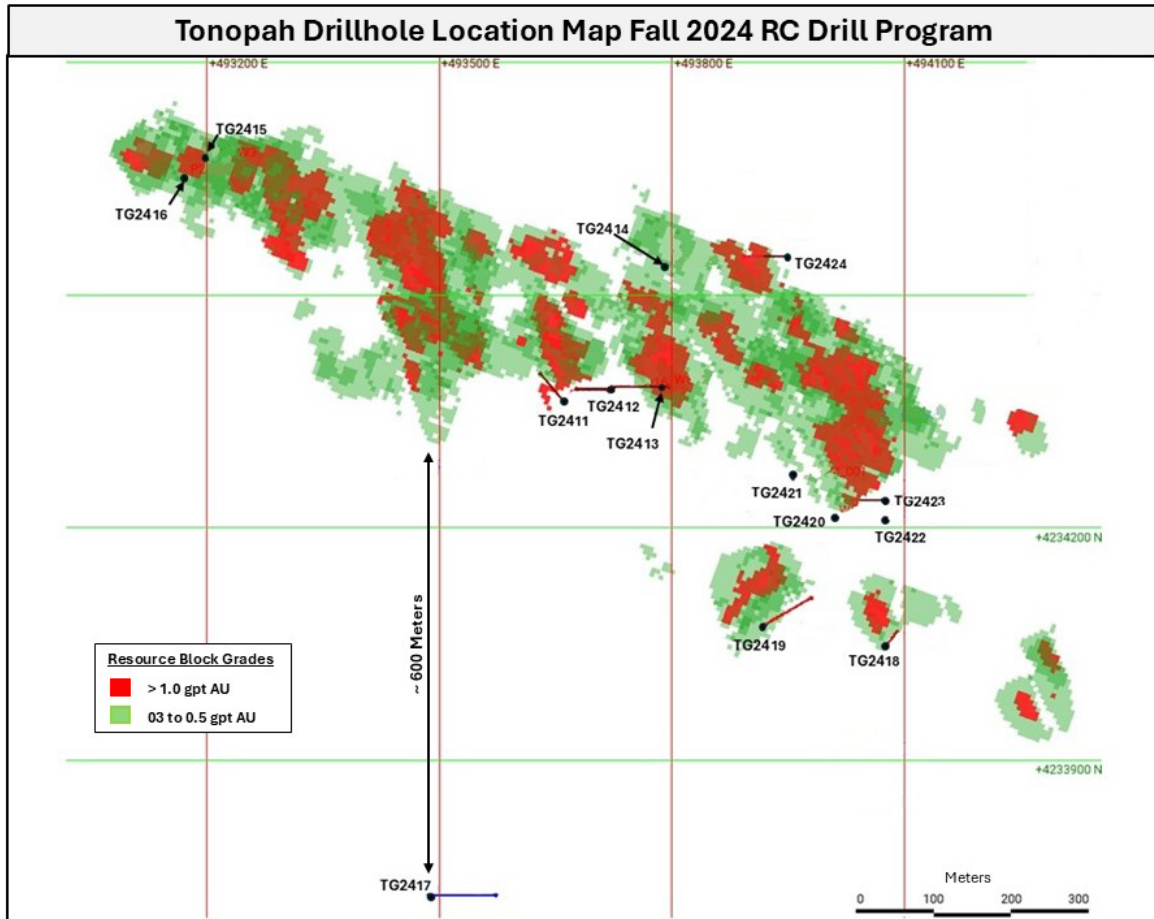 Tonopah Drillhole Location Map Fall 2024 RC Drill Program
+493200 E
+493500 E
+493800 E
+494100 E
TG2415
TG2416
TG2414
TG2424
TG2411
TG2412
TG2413
TG2421
TG2423
TG2420
TG2422
+4234200 N
~ 600 Meters
TG2419
TG2418
Resource Block Grades
> 1.0 gpt AU
03 to 0.5 gpt AU
+4233900 N
TG2417
Meters
0 100 200 300